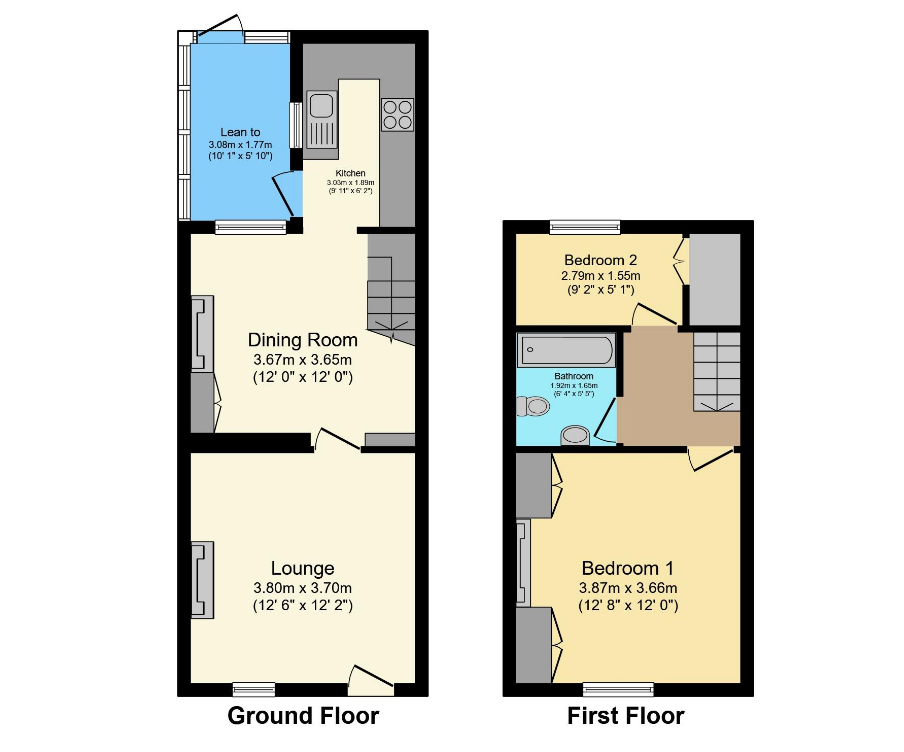 Lean to
3.08m x 1.77m
(10' 1" x 5' 10")
Kitchen
3.03m x 1.89m
(9' 11" x 6' 2")
Dining Room
3.67m x 3.65m
(12' 0" x 12' 0")
Lounge
3.80m x 3.70m
(12' 6" x 12' 2")
Ground Floor
Bedroom 2
2.79m x 1.55m
(9' 2" x 5' 1")
Bathroom
1.92m x 1.65m
(6' 4" x 5' 5")
Bedroom 1
3.87m x 3.66m
(12' 8" x 12' 0")
First Floor